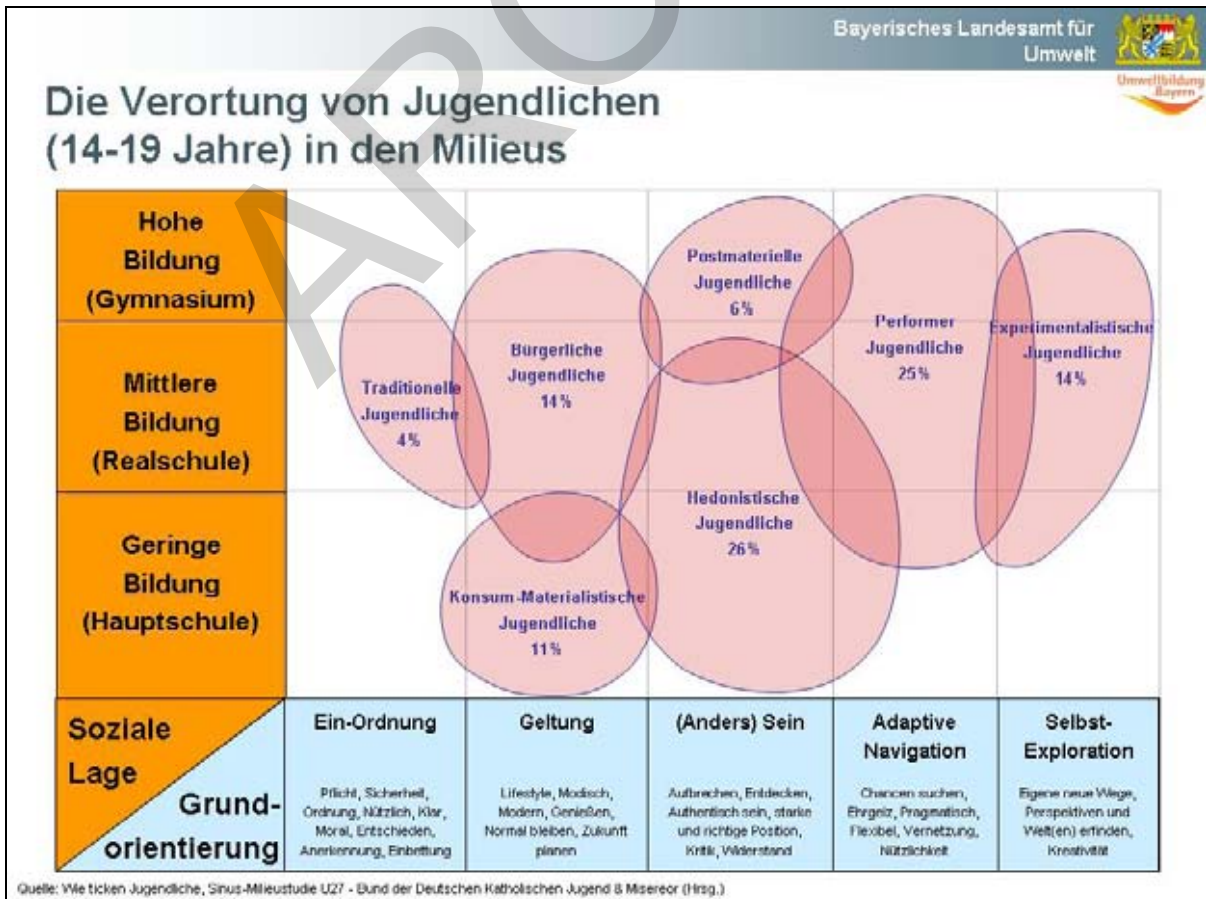 Bayerisches Landesamt für
Umwelt
Umweltbildung
Bayern
Die Verortung von Jugendlichen
(14-19 Jahre) in den Milieus
Hohe
Bildung
(Gymnasium)
Mittlere
Bildung
(Realschule)
Geringe
Bildung
(Hauptschule)
Traditionelle
Jugendliche
4%
Bürgerliche
Jugendliche
14%
Konsum-Materialistische
Jugendliche
11%
Postmaterielle
Jugendliche
6%
Hedonistische
Jugendliche
26%
Performer
Jugendliche
25%
Experimentalistische
Jugendliche
14%
Soziale
Lage
Grund-
orientierung
Ein-Ordnung
Pflicht, Sicherheit,
Ordnung, Nützlich, Klar,
Moral, Entschieden,
Anerkennung, Einbettung
Geltung
Lifestyle, Modisch,
Modern, Genießen,
Normal bleiben, Zukunft
planen
(Anders) Sein
Aufbrechen, Entdecken,
Authentisch sein, starke
und richtige Position,
Kritik, Widerstand
Adaptive
Navigation
Chancen suchen,
Ehrgeiz, Pragmatisch,
Flexibel, Vernetzung,
Nützlichkeit
Selbst-
Exploration
Eigene neue Wege,
Perspektiven und
Welt(en) erfinden,
Kreativität
Quelle: Wie ticken Jugendliche, Sinus-Milieustudie U27 - Bund der Deutschen Katholischen Jugend & Misereor (Hrsg.)
ARC